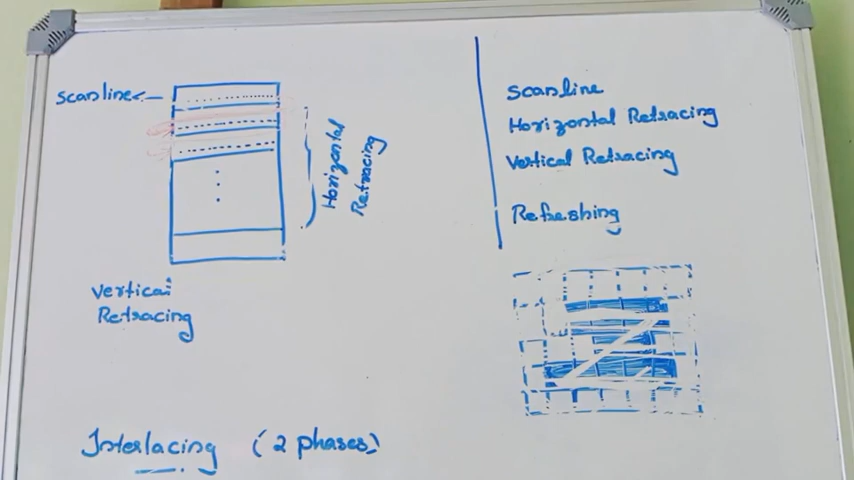 Scanline
Horizontal
Retracing
Vertical
Retracing
Interlacing (2 phases)
Scanline
Horizontal Retracing
Vertical Retracing
Refreshing